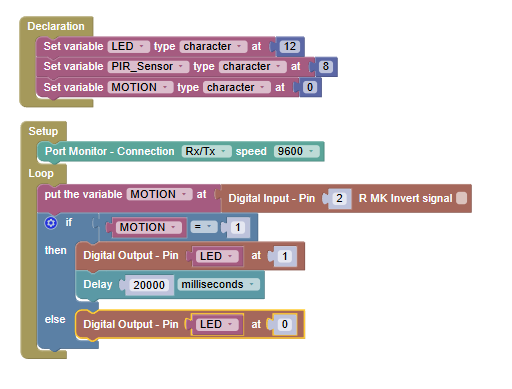 Declaration
Set variable LED type character at 12
Set variable PIR_Sensor type character at 8
Set variable MOTION type character at 0
Setup
Port Monitor - Connection Rx/Tx speed 9600
Loop
put the variable MOTION at Digital Input - Pin 2 R MK Invert signal
if MOTION = 1
then Digital Output - Pin LED at 1
Delay 20000 milliseconds
else Digital Output - Pin LED at 0